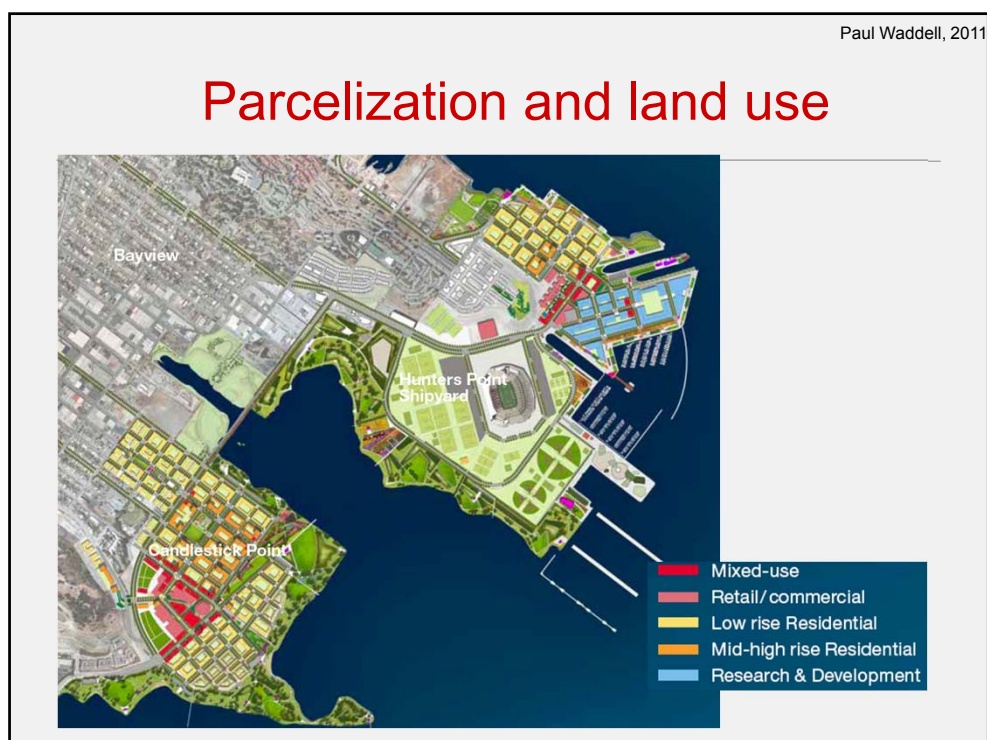 Paul Waddell, 2011
Parcelization and land use
Bayview
Hunters Point
Shipyard
Candlestick Point
Mixed-use
Retail/commercial
Low rise Residential
Mid-high rise Residential
Research & Development